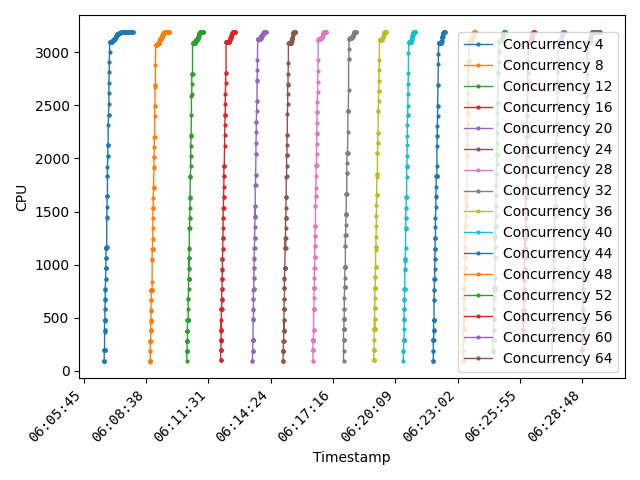 3000
2500
2000
1500
1000
500
0
CPU
Concurrency 4
Concurrency 8
Concurrency 12
Concurrency 16
Concurrency 20
Concurrency 24
Concurrency 28
Concurrency 32
Concurrency 36
Concurrency 40
Concurrency 44
Concurrency 48
Concurrency 52
Concurrency 56
Concurrency 60
Concurrency 64
06:05:45
06:08:38
06:11:31
06:14:24
06:17:16
06:20:09
06:23:02
06:25:55
06:28:48
Timestamp